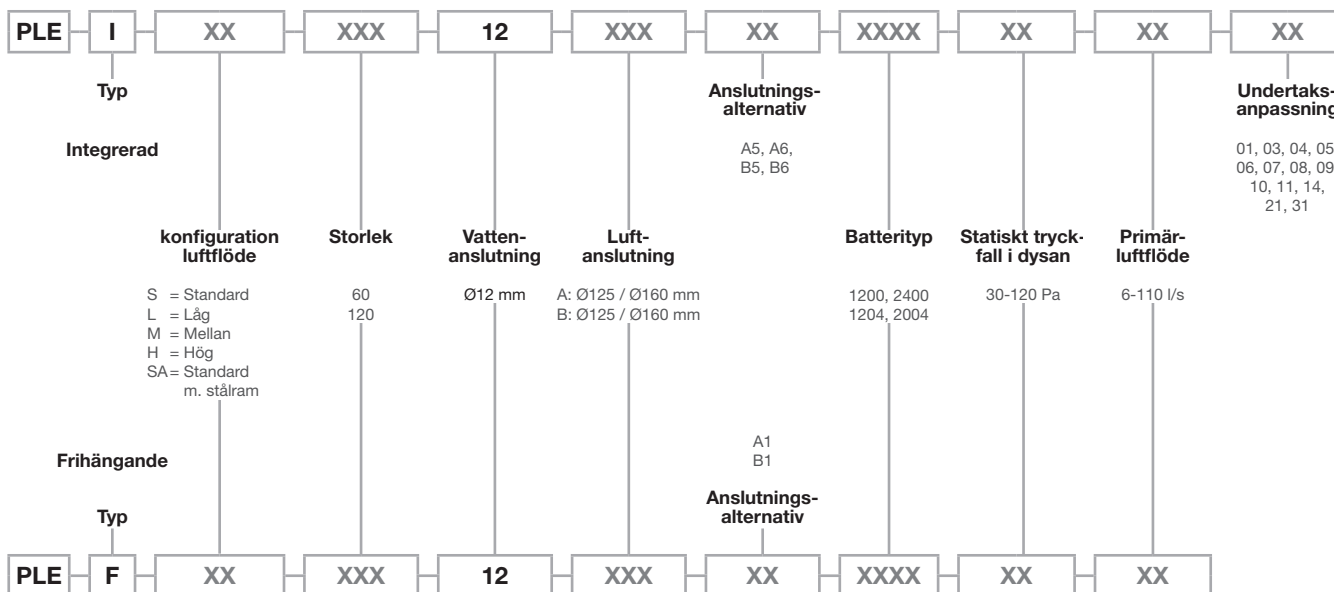 PLE I XX XXX 12 XXX XX XXXX XX XX XX
Typ
Anslutnings-
alternativ
Undertaks-
anpassning
Integrerad
A5, A6,
B5, B6
01, 03, 04, 05
06, 07, 08, 09
10, 11, 14,
21, 31
konfiguration
luftflöde
Storlek
Vatten-
anslutning
Luft-
anslutning
Batterityp
Statiskt tryck-
fall i dysan
Primär-
luftflöde
S = Standard
L = Låg
M = Mellan
H = Hög
SA = Standard
m. stålram
60
120
Ø12 mm
A: Ø125 / Ø160 mm
B: Ø125 / Ø160 mm
1200, 2400
1204, 2004
30-120 Pa
6-110 l/s
Frihängande
A1
B1
Typ
Anslutnings-
alternativ
PLE F XX XXX 12 XXX XX XXXX XX XX